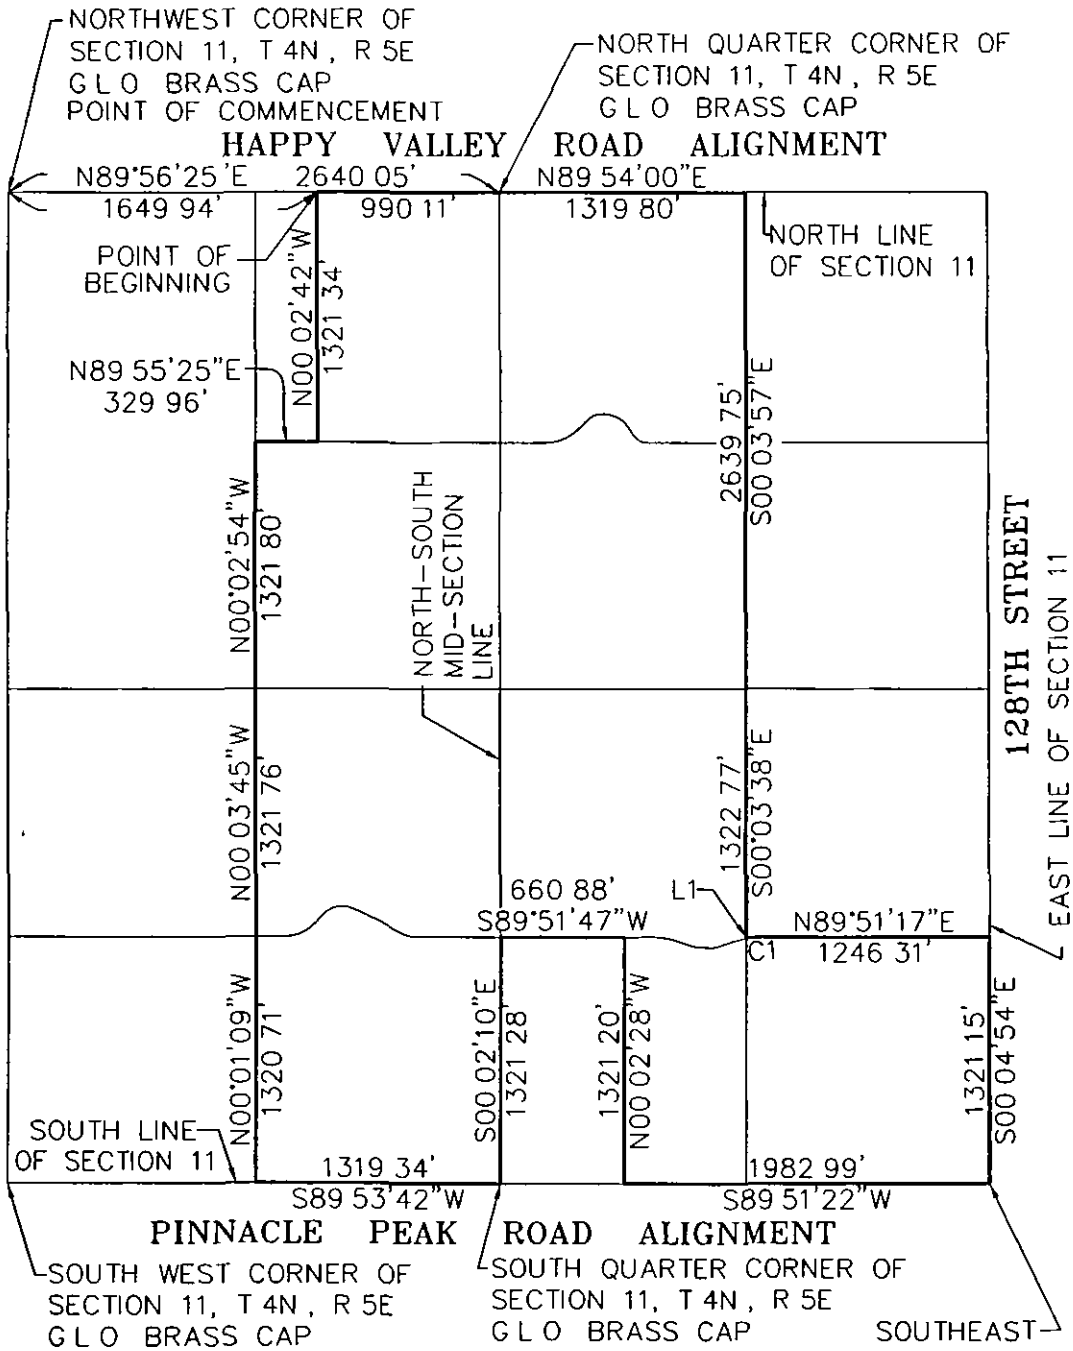 NORTHWEST CORNER OF
SECTION 11, T 4N , R 5E
G L O BRASS CAP
POINT OF COMMENCEMENT
NORTH QUARTER CORNER OF
SECTION 11, T 4N , R 5E
G L O BRASS CAP
HAPPY VALLEY ROAD ALIGNMENT
N89°56'25'E 2640 05'
1649 94' 990 11'
N89 54'00"E
1319 80'
POINT OF
BEGINNING
N00 02'42"W
1321 34'
NORTH LINE
OF SECTION 11
N89 55'25"E
329 96'
2639 75'
S00 03'57"E
N00°02'54"W
1321 80'
NORTH-SOUTH
MID-SECTION
LINE
128TH STREET
EAST LINE OF SECTION 11
N00 03'45"W
1321 76'
1322 77'
S00°03'38"E
660 88'
S89°51'47"W
L1
C1
N89°51'17"E
1246 31'
N00°01'09"W
1320 71'
S00 02'10"E
1321 28'
1321 20'
N00 02'28"W
1321 15'
S00 04'54"E
SOUTH LINE
OF SECTION 11
1319 34'
S89 53'42"W
1982 99'
S89 51'22"W
PINNACLE PEAK ROAD ALIGNMENT
SOUTH WEST CORNER OF
SECTION 11, T 4N , R 5E
G L O BRASS CAP
SOUTH QUARTER CORNER OF
SECTION 11, T 4N , R 5E
G L O BRASS CAP
SOUTHEAST